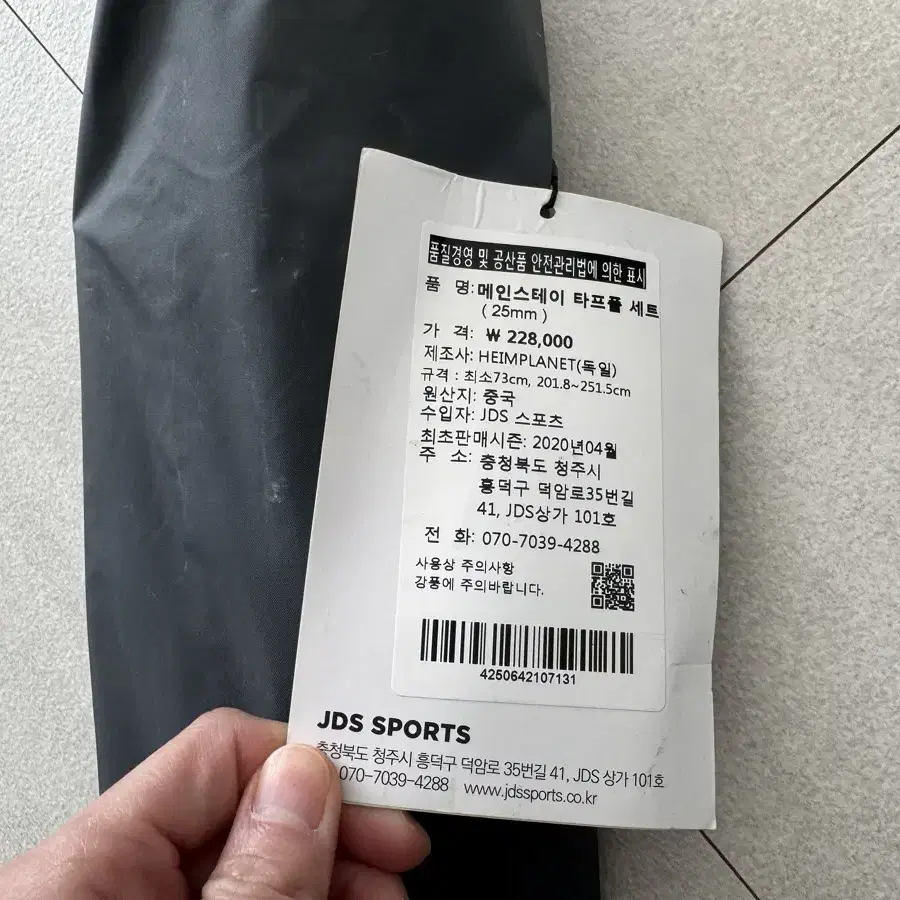 품질경영 및 공산품 안전관리법에 의한 표시
품 명: 메인스테이 타프폴 세트
( 25mm )
가 격: ₩ 228,000
제조사: HEIMPLANET(독일)
규격 : 최소73cm, 201.8~251.5cm
원산지: 중국
수입자: JDS 스포츠
최초판매시즌: 2020년04월
주 소: 충청북도 청주시
흥덕구 덕암로35번길
41, JDS상가 101호
전 화: 070-7039-4288
사용상 주의사항
강풍에 주의바랍니다.
4250642107131
JDS SPORTS
충청북도 청주시 흥덕구 덕암로 35번길 41, JDS 상가 101호
070-7039-4288 www.jdssports.co.kr